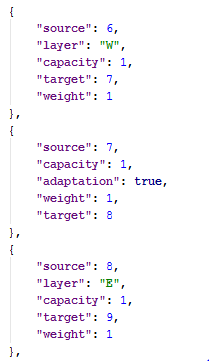 {
"source": 6,
"layer": "W",
"capacity": 1,
"target": 7,
"weight": 1
},
{
"source": 7,
"capacity": 1,
"adaptation": true,
"weight": 1,
"target": 8
},
{
"source": 8,
"layer": "E",
"capacity": 1,
"target": 9,
"weight": 1
},